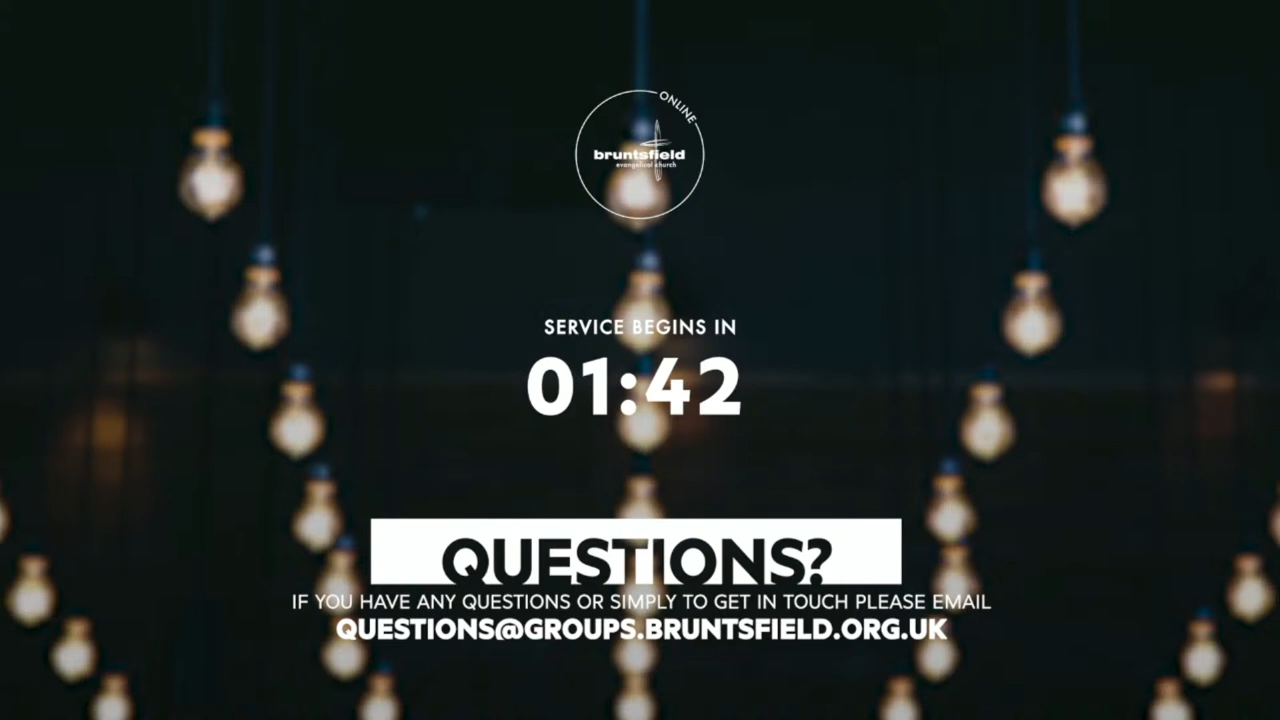 ONLINE
bruntsfield
evangelical church
SERVICE BEGINS IN
01:42
QUESTIONS?
IF YOU HAVE ANY QUESTIONS OR SIMPLY TO GET IN TOUCH PLEASE EMAIL
QUESTIONS@GROUPS.BRUNTSFIELD.ORG.UK